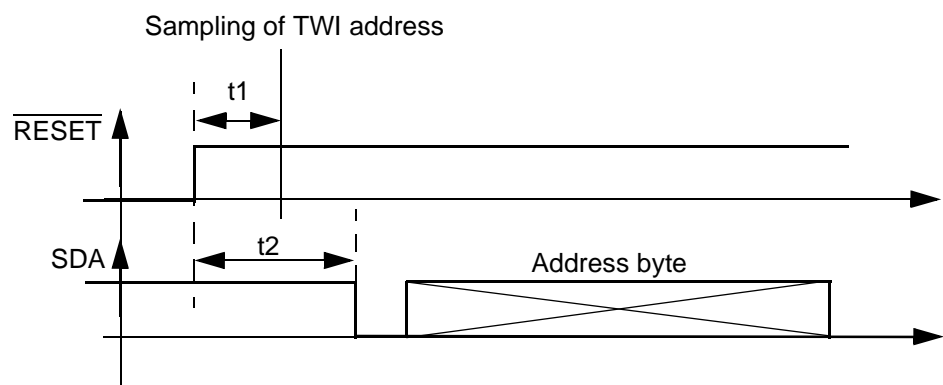 Sampling of TWI address
t1
RESET
t2
SDA
Address byte